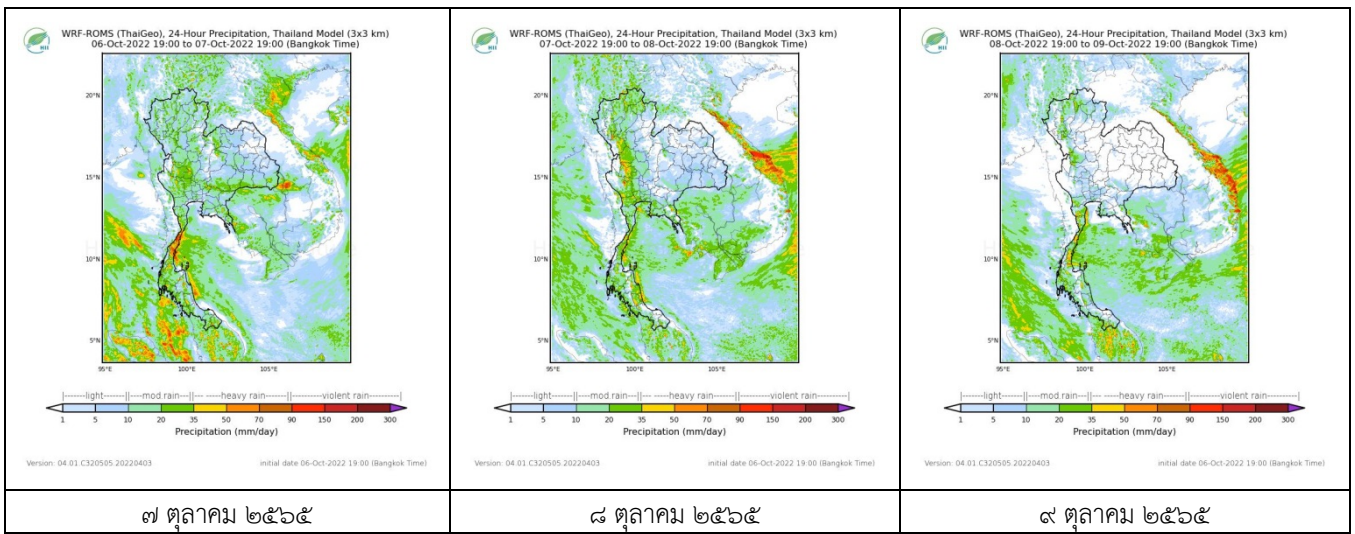 HII
WRF-ROMS (ThaiGeo), 24-Hour Precipitation, Thailand Model (3x3 km)
06-Oct-2022 19:00 to 07-Oct-2022 19:00 (Bangkok Time)
20°N
15°N
10°N
5°N
95°E 100°E 105°E
|------light------||---mod rain---||--- ----heavy rain------||-----------violent rain-------|
1 5 10 20 35 50 70 90 150 200 300
Precipitation (mm/day)
Version: 04.01.C320505.20220403 initial date 06-Oct-2022 19:00 (Bangkok Time)
๗ ตุลาคม ๒๕๖๕
HII
WRF-ROMS (ThaiGeo), 24-Hour Precipitation, Thailand Model (3x3 km)
07-Oct-2022 19:00 to 08-Oct-2022 19:00 (Bangkok Time)
20°N
15°N
10°N
5°N
95°E 100°E 105°E
|------light------||---mod rain---||--- ----heavy rain------||-----------violent rain-------|
1 5 10 20 35 50 70 90 150 200 300
Precipitation (mm/day)
Version: 04.01.C320505.20220403 initial date 06-Oct-2022 19:00 (Bangkok Time)
๘ ตุลาคม ๒๕๖๕
HII
WRF-ROMS (ThaiGeo), 24-Hour Precipitation, Thailand Model (3x3 km)
08-Oct-2022 19:00 to 09-Oct-2022 19:00 (Bangkok Time)
20°N
15°N
10°N
5°N
95°E 100°E 105°E
|------light------||---mod rain---||--- ----heavy rain------||-----------violent rain-------|
1 5 10 20 35 50 70 90 150 200 300
Precipitation (mm/day)
Version: 04.01.C320505.20220403 initial date 06-Oct-2022 19:00 (Bangkok Time)
๙ ตุลาคม ๒๕๖๕